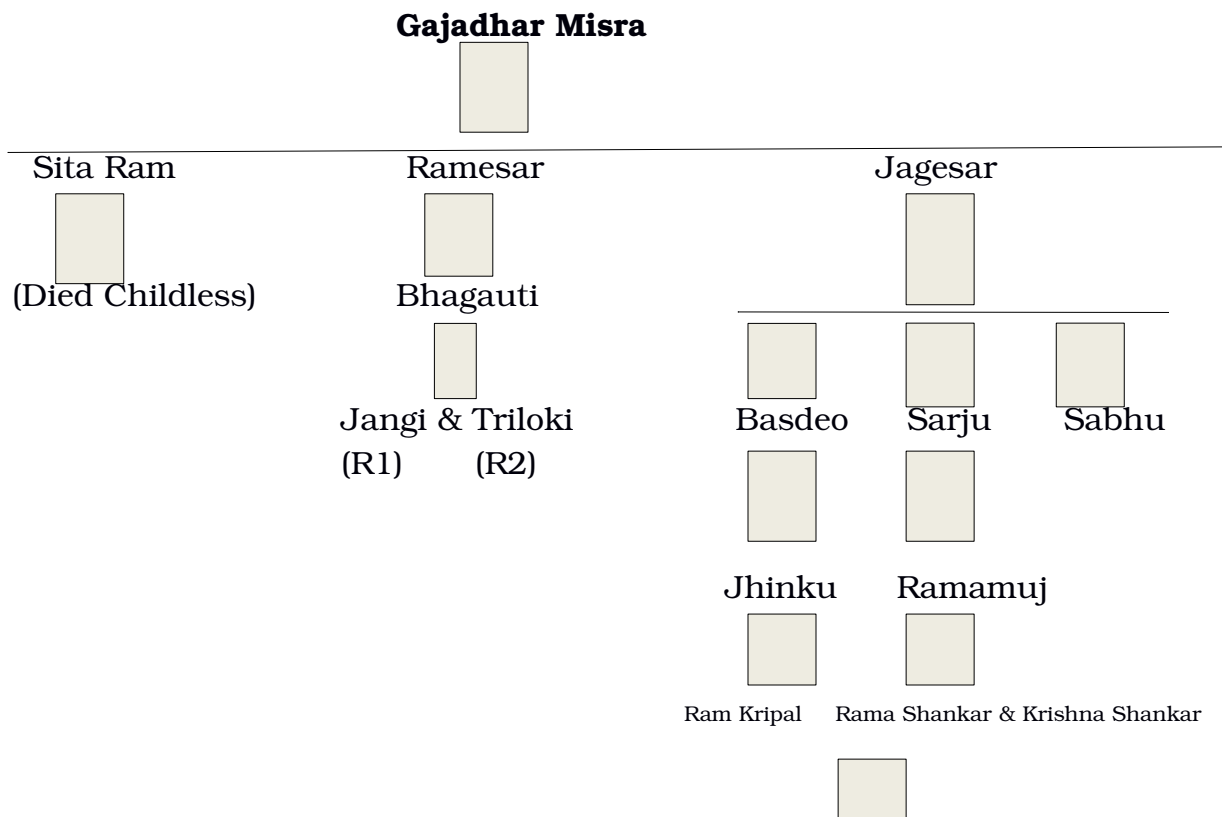 Gajadhar Misra
Sita Ram Ramesar Jagesar
(Died Childless) Bhagauti
Jangi & Triloki Basdeo Sarju Sabhu
(R1) (R2)
Jhinku Ramamuj
Ram Kripal Rama Shankar & Krishna Shankar